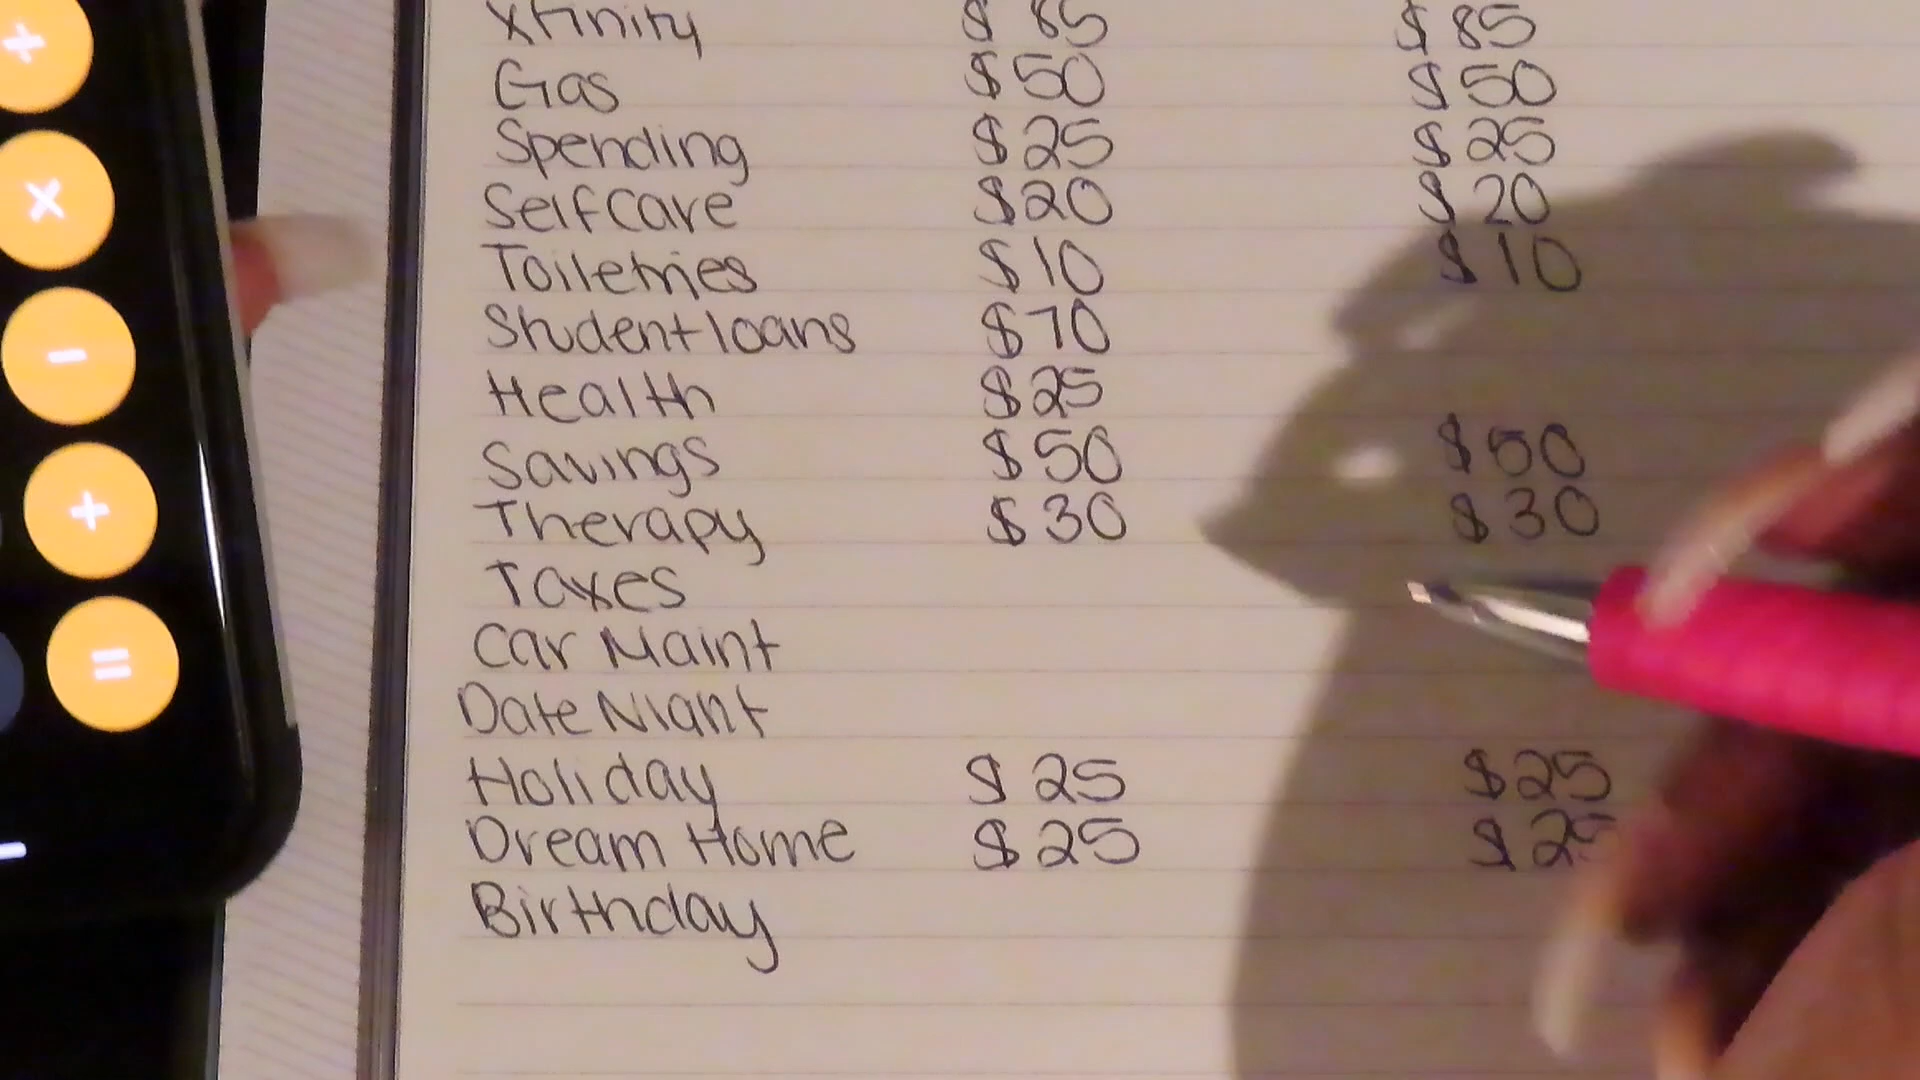 Xfinity $ 85 $ 85
Gas $50 $50
Spending $25 $25
Selfcare $20 $20
Toiletries $10 $10
Student loans $70
Health $25
Savings $50 $50
Therapy $30 $30
Taxes
Car Maint
Date Night
Holiday $25 $25
Dream Home $25 $25
Birthday
÷
×
−
+
=